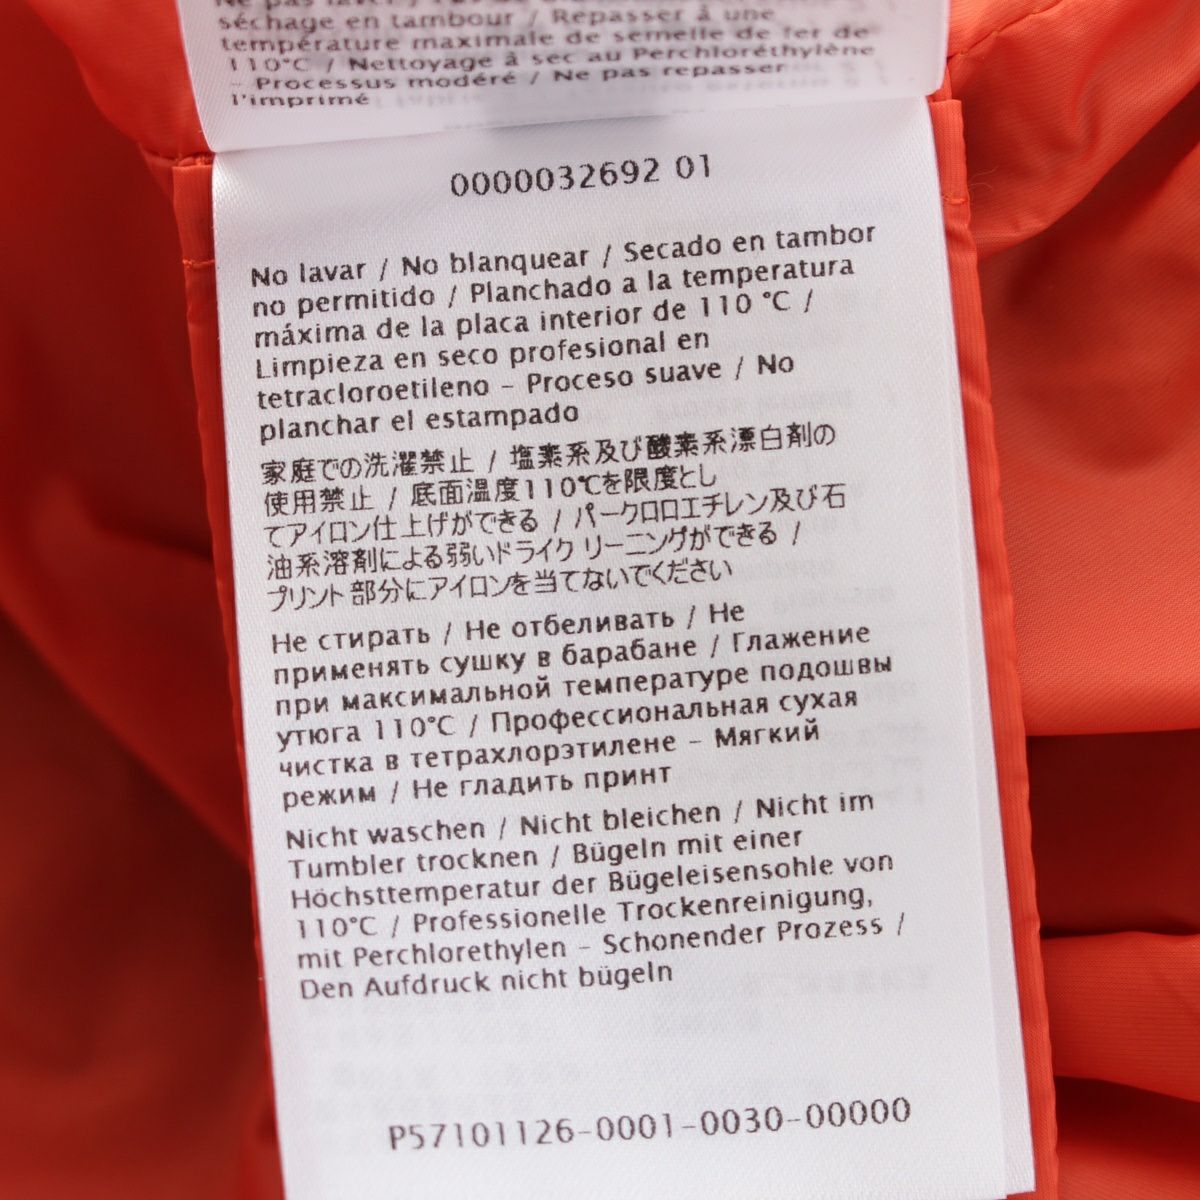 séchage en tambour / Repasser à une
température maximale de semelle de fer de
110°C / Nettoyage à sec au Perchloréthylène
- Processus modéré / Ne pas repasser
l'imprimé
0000032692 01
No lavar / No blanquear / Secado en tambor
no permitido / Planchado a la temperatura
máxima de la placa interior de 110 °C /
Limpieza en seco profesional en
tetracloroetileno - Proceso suave / No
planchar el estampado
家庭での洗濯禁止 / 塩素系及び酸素系漂白剤の
使用禁止 / 底面温度110℃を限度とし
てアイロン仕上げができる / パークロロエチレン及び石
油系溶剤による弱いドライクリーニングができる /
プリント部分にアイロンを当てないでください
Не стирать / Не отбеливать / Не
применять сушку в барабане / Глажение
при максимальной температуре подошвы
утюга 110°C / Профессиональная сухая
чистка в тетрахлорэтилене - Мягкий
режим / Не гладить принт
Nicht waschen / Nicht bleichen / Nicht im
Tumbler trocknen / Bügeln mit einer
Höchsttemperatur der Bügeleisensohle von
110°C / Professionelle Trockenreinigung,
mit Perchlorethylen - Schonender Prozess /
Den Aufdruck nicht bügeln
P57101126-0001-0030-00000